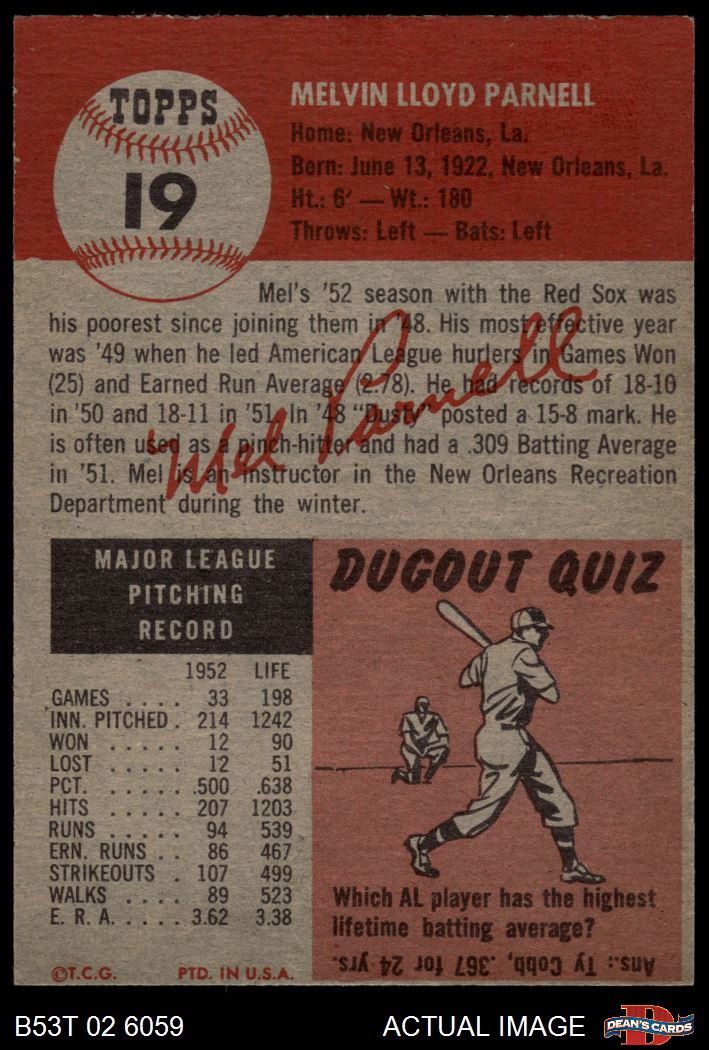 TOPPS
19
MELVIN LLOYD PARNELL
Home: New Orleans, La.
Born: June 13, 1922, New Orleans, La.
Ht.: 6' — Wt.: 180
Throws: Left — Bats: Left
Mel's '52 season with the Red Sox was
his poorest since joining them in '48. His most effective year
was '49 when he led American League hurlers in Games Won
(25) and Earned Run Average (2.78). He had records of 18-10
in '50 and 18-11 in '51. In '48 "Dusty" posted a 15-8 mark. He
is often used as a pinch-hitter and had a .309 Batting Average
in '51. Mel is an instructor in the New Orleans Recreation
Department during the winter.
Mel Parnell
MAJOR LEAGUE
PITCHING
RECORD
1952 LIFE
GAMES . . . . 33 198
INN. PITCHED . 214 1242
WON . . . . . 12 90
LOST . . . . . 12 51
PCT. . . . . . .500 .638
HITS . . . . . 207 1203
RUNS . . . . . 94 539
ERN. RUNS . . 86 467
STRIKEOUTS . 107 499
WALKS . . . . 89 523
E. R. A. . . . . 3.62 3.38
©T.C.G. PTD. IN U.S.A.
DUGOUT QUIZ
Which AL player has the highest
lifetime batting average?
Ans.: Ty Cobb, .367 for 24 yrs.
B53T 02 6059
ACTUAL IMAGE
DEAN'S CARDS